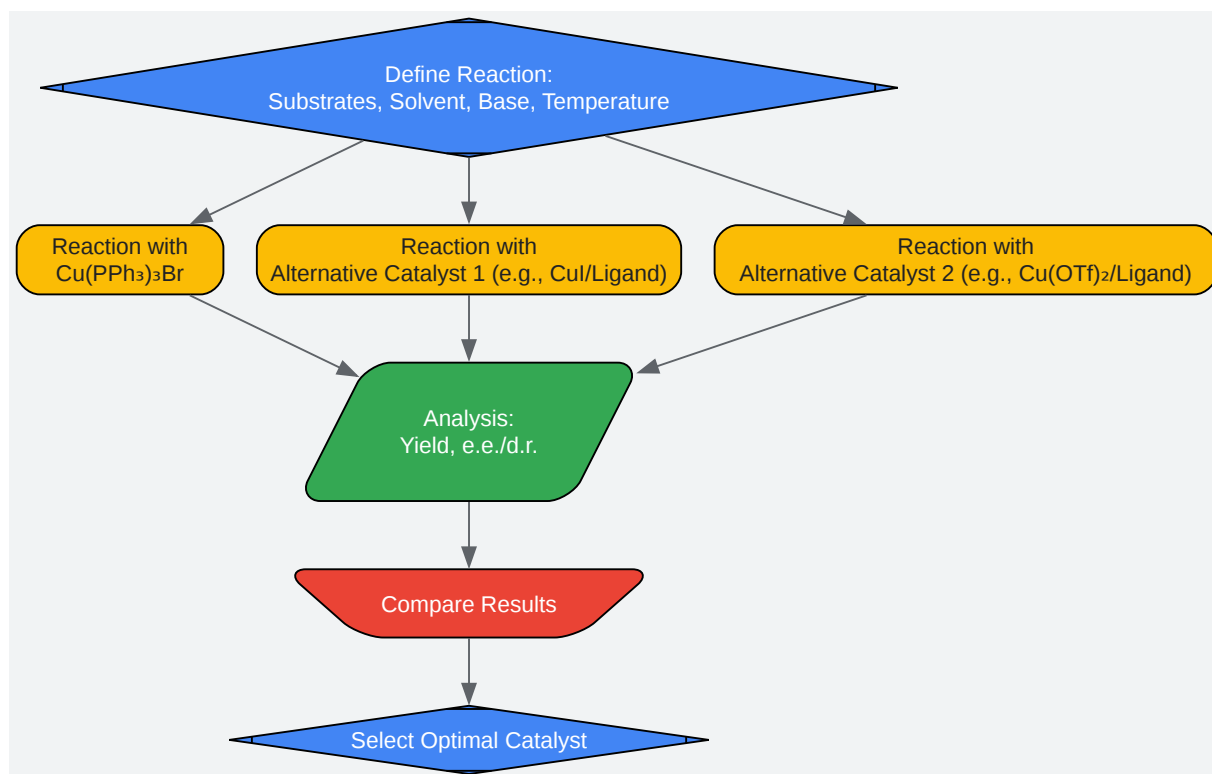 Define Reaction:
Substrates, Solvent, Base, Temperature
Reaction with
Cu(PPh₃)₃Br
Reaction with
Alternative Catalyst 1 (e.g., CuI/Ligand)
Reaction with
Alternative Catalyst 2 (e.g., Cu(OTf)₂/Ligand)
Analysis:
Yield, e.e./d.r.
Compare Results
Select Optimal Catalyst